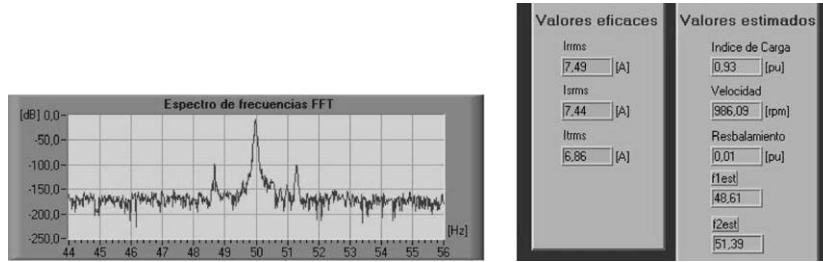 Espectro de frecuencias FFT
[dB] 0,0
-50,0
-100,0
-150,0
-200,0
-250,0
44 45 46 47 48 49 50 51 52 53 54 55 56
[Hz]
Valores eficaces
Irrms
7,49 [A]
Isrms
7,44 [A]
Itrms
6,86 [A]
Valores estimados
Indice de Carga
0,93 [pu]
Velocidad
986,09 [rpm]
Resbalamiento
0,01 [pu]
f1est
48,61
f2est
51,39